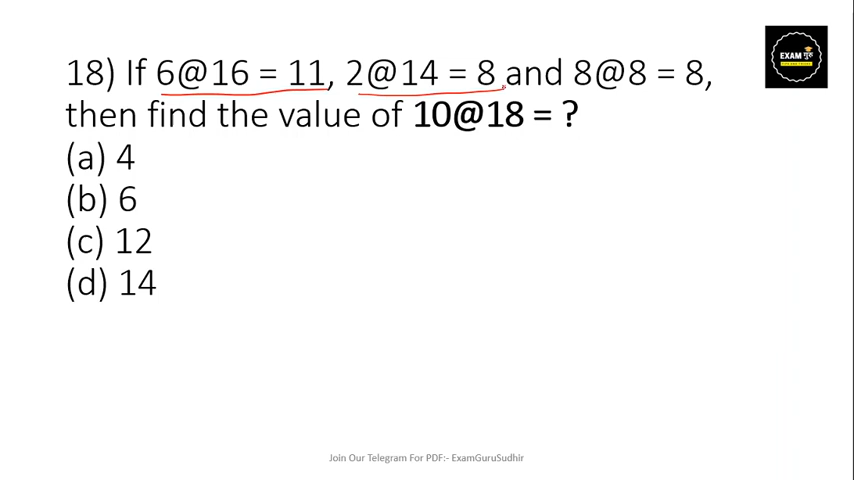 18) If 6@16 = 11, 2@14 = 8 and 8@8 = 8,
then find the value of 10@18 = ?
(a) 4
(b) 6
(c) 12
(d) 14
EXAM गुरु
Join Our Telegram For PDF:- ExamGuruSudhir